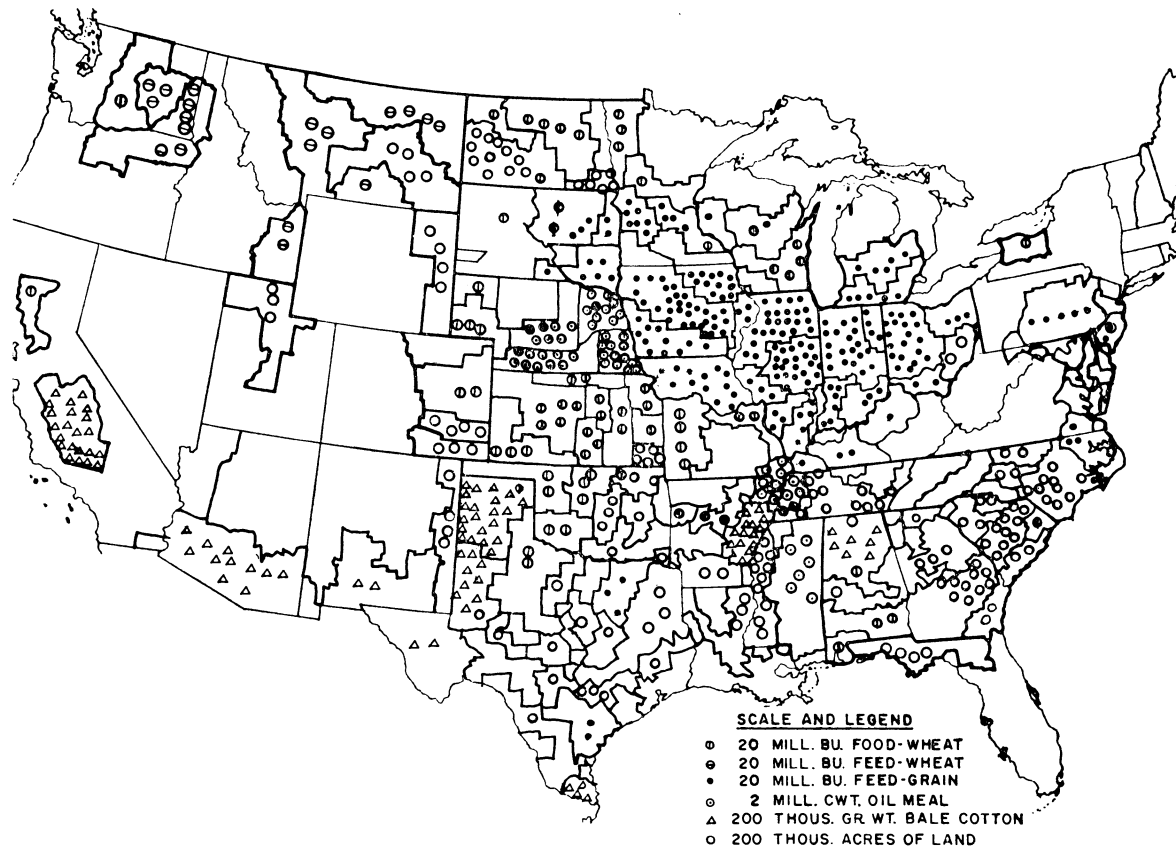 SCALE AND LEGEND
20 MILL. BU. FOOD-WHEAT
20 MILL. BU. FEED-WHEAT
20 MILL. BU. FEED-GRAIN
2 MILL. CWT. OIL MEAL
200 THOUS. GR. WT. BALE COTTON
200 THOUS. ACRES OF LAND